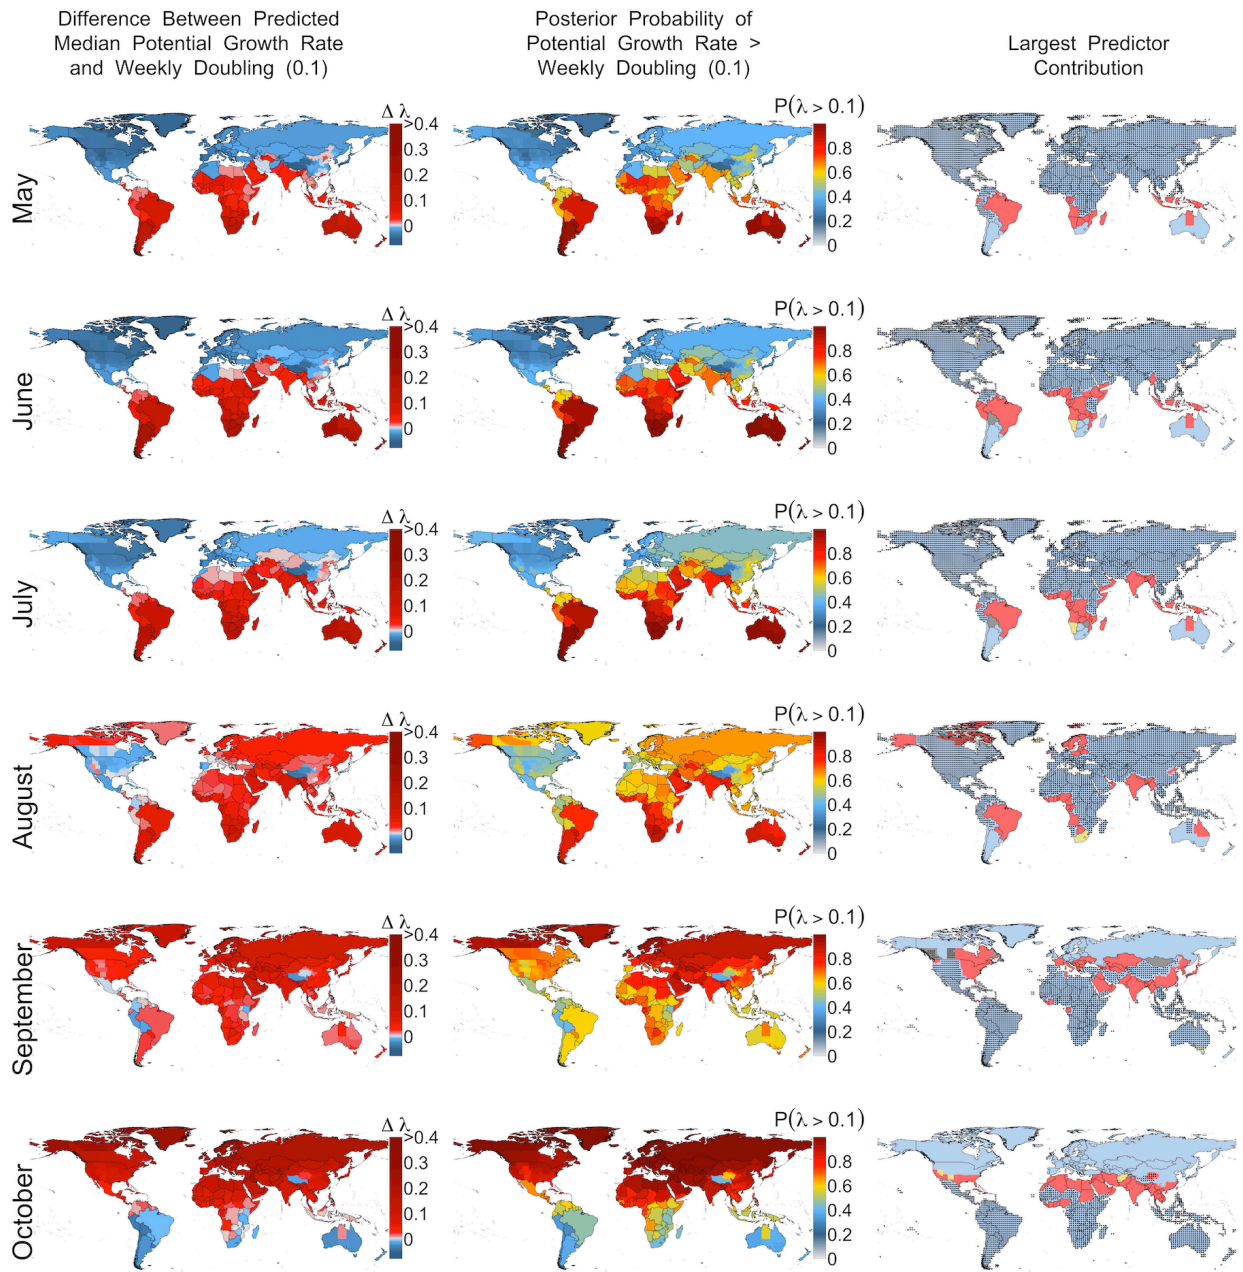 Difference Between Predicted
Median Potential Growth Rate
and Weekly Doubling (0.1)
Posterior Probability of
Potential Growth Rate >
Weekly Doubling (0.1)
Largest Predictor
Contribution
May
Δ λ
>0.4
0.3
0.2
0.1
0
P(λ > 0.1)
0.8
0.6
0.4
0.2
0
June
Δ λ
>0.4
0.3
0.2
0.1
0
P(λ > 0.1)
0.8
0.6
0.4
0.2
0
July
Δ λ
>0.4
0.3
0.2
0.1
0
P(λ > 0.1)
0.8
0.6
0.4
0.2
0
August
Δ λ
>0.4
0.3
0.2
0.1
0
P(λ > 0.1)
0.8
0.6
0.4
0.2
0
September
Δ λ
>0.4
0.3
0.2
0.1
0
P(λ > 0.1)
0.8
0.6
0.4
0.2
0
October
Δ λ
>0.4
0.3
0.2
0.1
0
P(λ > 0.1)
0.8
0.6
0.4
0.2
0